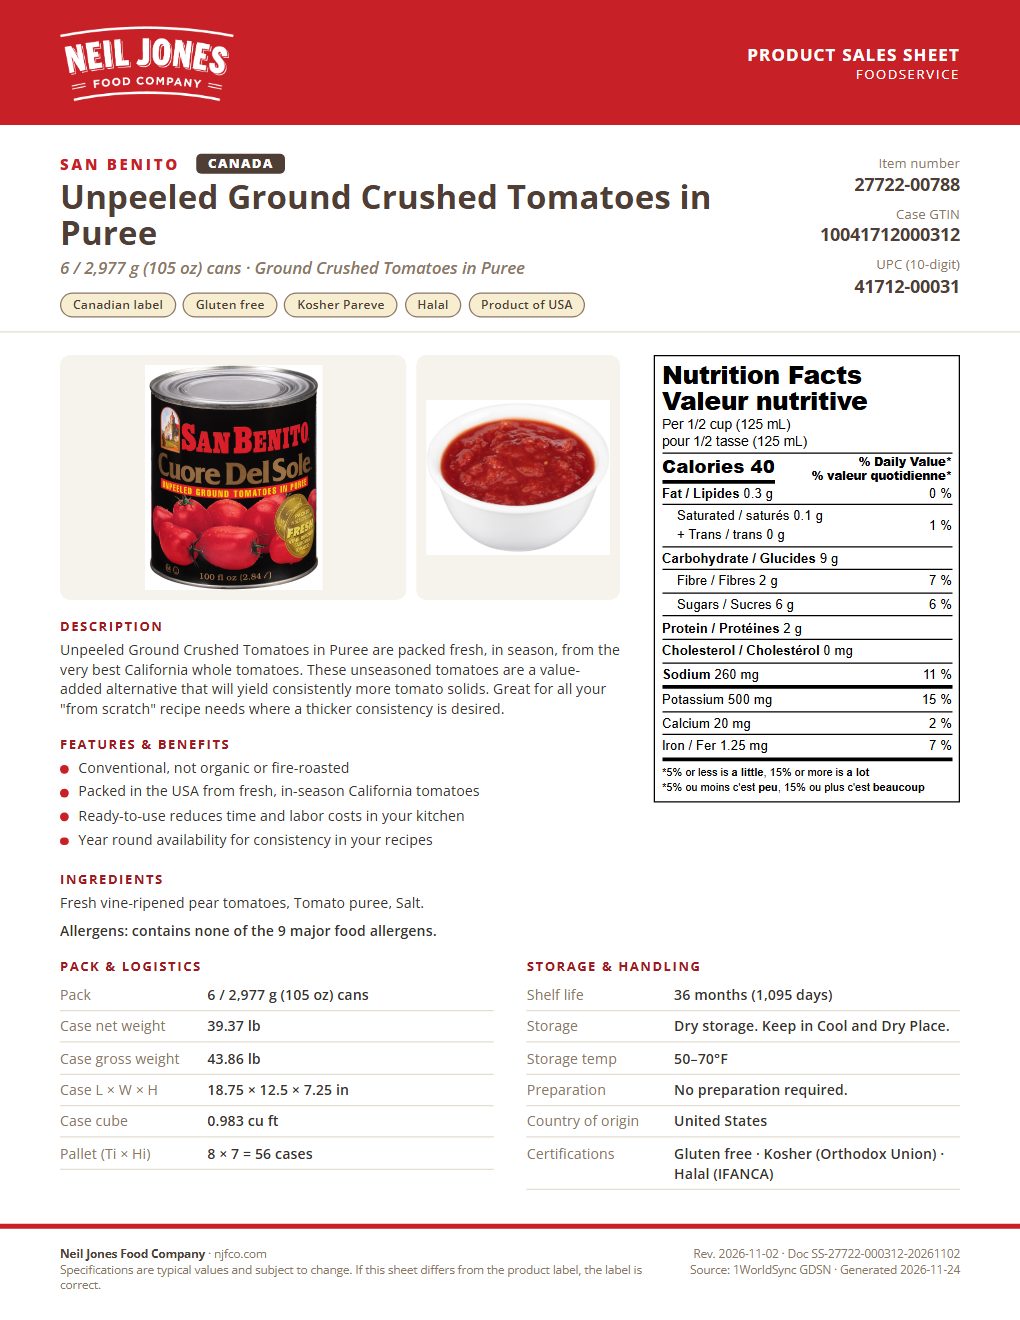 NEIL JONES
FOOD COMPANY
PRODUCT SALES SHEET
FOODSERVICE
SAN BENITO CANADA
Unpeeled Ground Crushed Tomatoes in
Puree
6 / 2,977 g (105 oz) cans · Ground Crushed Tomatoes in Puree
Canadian label
Gluten free
Kosher Pareve
Halal
Product of USA
Item number
27722-00788
Case GTIN
10041712000312
UPC (10-digit)
41712-00031
SAN BENITO
Cuore Del Sole
UNPEELED GROUND TOMATOES IN PUREE
FRESH
100 fl oz (2.84 l)
Nutrition Facts
Valeur nutritive
Per 1/2 cup (125 mL)
pour 1/2 tasse (125 mL)
Calories 40
% Daily Value*
% valeur quotidienne*
Fat / Lipides 0.3 g 0 %
Saturated / saturés 0.1 g
+ Trans / trans 0 g
1 %
Carbohydrate / Glucides 9 g
Fibre / Fibres 2 g 7 %
Sugars / Sucres 6 g 6 %
Protein / Protéines 2 g
Cholesterol / Cholestérol 0 mg
Sodium 260 mg 11 %
Potassium 500 mg 15 %
Calcium 20 mg 2 %
Iron / Fer 1.25 mg 7 %
*5% or less is a little, 15% or more is a lot
*5% ou moins c'est peu, 15% ou plus c'est beaucoup
DESCRIPTION
Unpeeled Ground Crushed Tomatoes in Puree are packed fresh, in season, from the
very best California whole tomatoes. These unseasoned tomatoes are a value-
added alternative that will yield consistently more tomato solids. Great for all your
"from scratch" recipe needs where a thicker consistency is desired.
FEATURES & BENEFITS
Conventional, not organic or fire-roasted
Packed in the USA from fresh, in-season California tomatoes
Ready-to-use reduces time and labor costs in your kitchen
Year round availability for consistency in your recipes
INGREDIENTS
Fresh vine-ripened pear tomatoes, Tomato puree, Salt.
Allergens: contains none of the 9 major food allergens.
PACK & LOGISTICS
Pack 6 / 2,977 g (105 oz) cans
Case net weight 39.37 lb
Case gross weight 43.86 lb
Case L × W × H 18.75 × 12.5 × 7.25 in
Case cube 0.983 cu ft
Pallet (Ti × Hi) 8 × 7 = 56 cases
STORAGE & HANDLING
Shelf life 36 months (1,095 days)
Storage Dry storage. Keep in Cool and Dry Place.
Storage temp 50–70°F
Preparation No preparation required.
Country of origin United States
Certifications Gluten free · Kosher (Orthodox Union) ·
Halal (IFANCA)
Neil Jones Food Company · njfco.com
Specifications are typical values and subject to change. If this sheet differs from the product label, the label is
correct.
Rev. 2026-11-02 · Doc SS-27722-000312-20261102
Source: 1WorldSync GDSN · Generated 2026-11-24